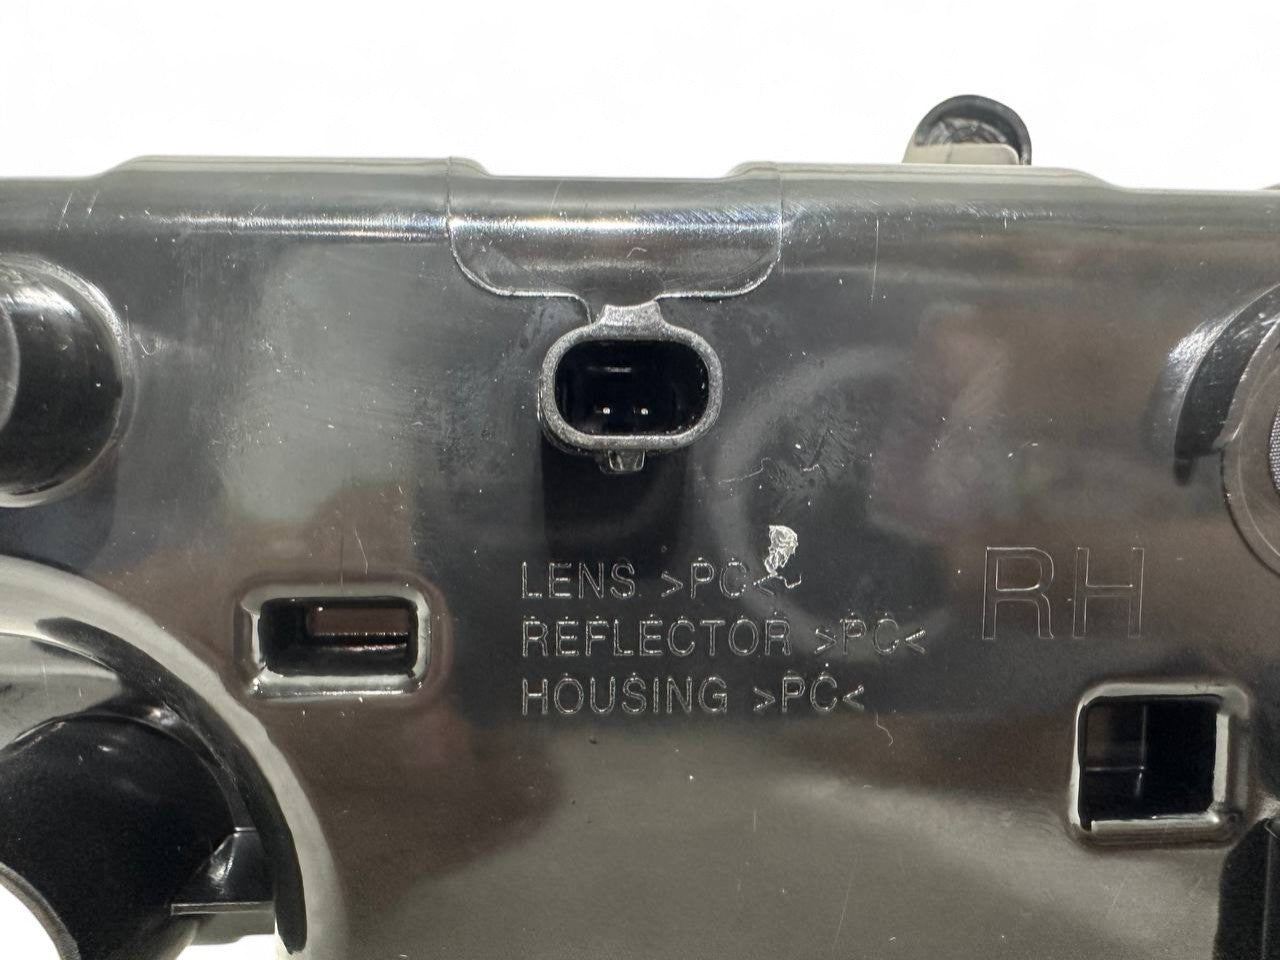 LENS >PC<
REFLECTOR >PC<
HOUSING >PC<
RH